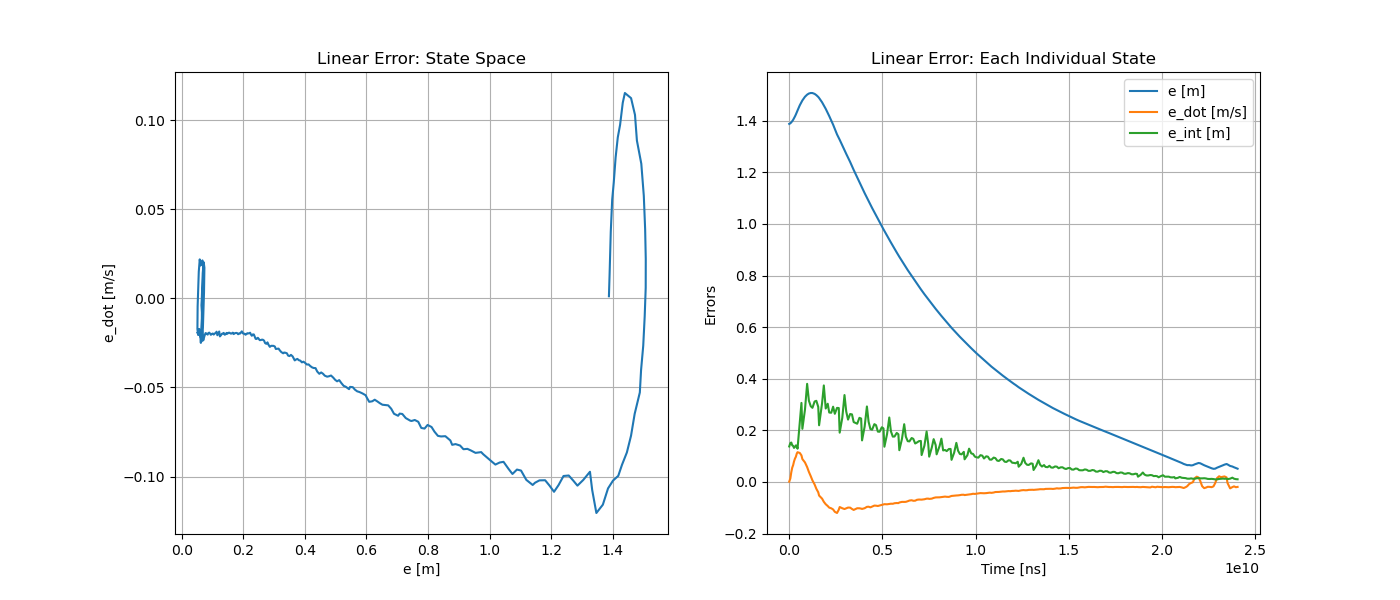 Linear Error: State Space
0.10
0.05
0.00
−0.05
−0.10
e_dot [m/s]
0.0 0.2 0.4 0.6 0.8 1.0 1.2 1.4
e [m]
Linear Error: Each Individual State
e [m]
e_dot [m/s]
e_int [m]
1.4
1.2
1.0
0.8
0.6
0.4
0.2
0.0
−0.2
Errors
0.0 0.5 1.0 1.5 2.0 2.5
1e10
Time [ns]